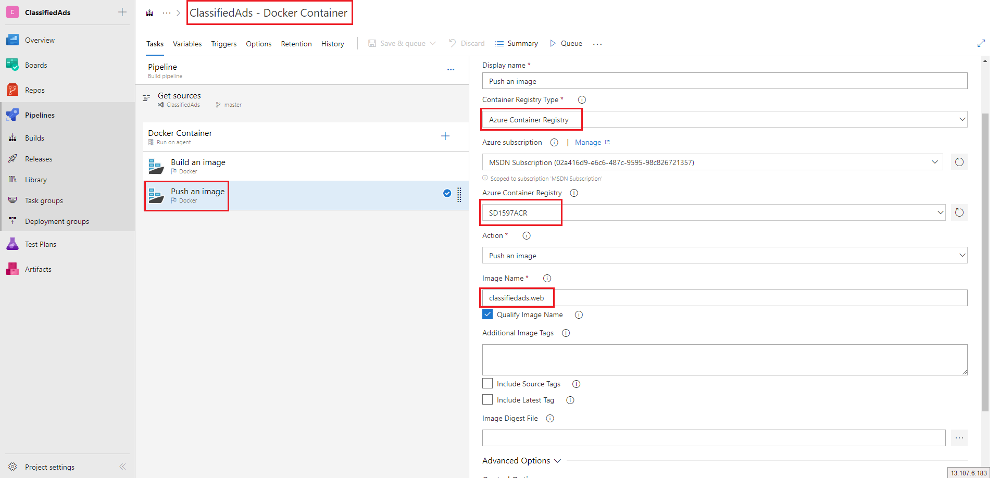 C ClassifiedAds
Overview
Boards
Repos
Pipelines
Builds
Releases
Library
Task groups
Deployment groups
Test Plans
Artifacts
Project settings
ClassifiedAds - Docker Container
Tasks Variables Triggers Options Retention History Save & queue Discard Summary Queue
Pipeline
Build pipeline
Get sources
ClassifiedAds master
Docker Container
Run on agent
Build an image
Docker
Push an image
Docker
Display name *
Push an image
Container Registry Type *
Azure Container Registry
Azure subscription | Manage
MSDN Subscription (02a416d9-e6c6-487c-9595-98c826721357)
Scoped to subscription 'MSDN Subscription'
Azure Container Registry
SD1597ACR
Action *
Push an image
Image Name *
classifiedads.web
Qualify Image Name
Additional Image Tags
Include Source Tags
Include Latest Tag
Image Digest File
Advanced Options
13.107.6.183